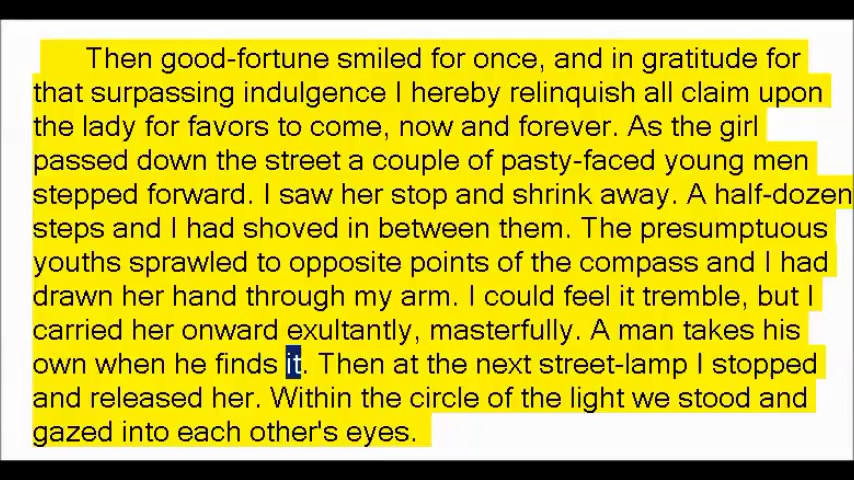 Then good-fortune smiled for once, and in gratitude for
that surpassing indulgence I hereby relinquish all claim upon
the lady for favors to come, now and forever. As the girl
passed down the street a couple of pasty-faced young men
stepped forward. I saw her stop and shrink away. A half-dozen
steps and I had shoved in between them. The presumptuous
youths sprawled to opposite points of the compass and I had
drawn her hand through my arm. I could feel it tremble, but I
carried her onward exultantly, masterfully. A man takes his
own when he finds it. Then at the next street-lamp I stopped
and released her. Within the circle of the light we stood and
gazed into each other's eyes.